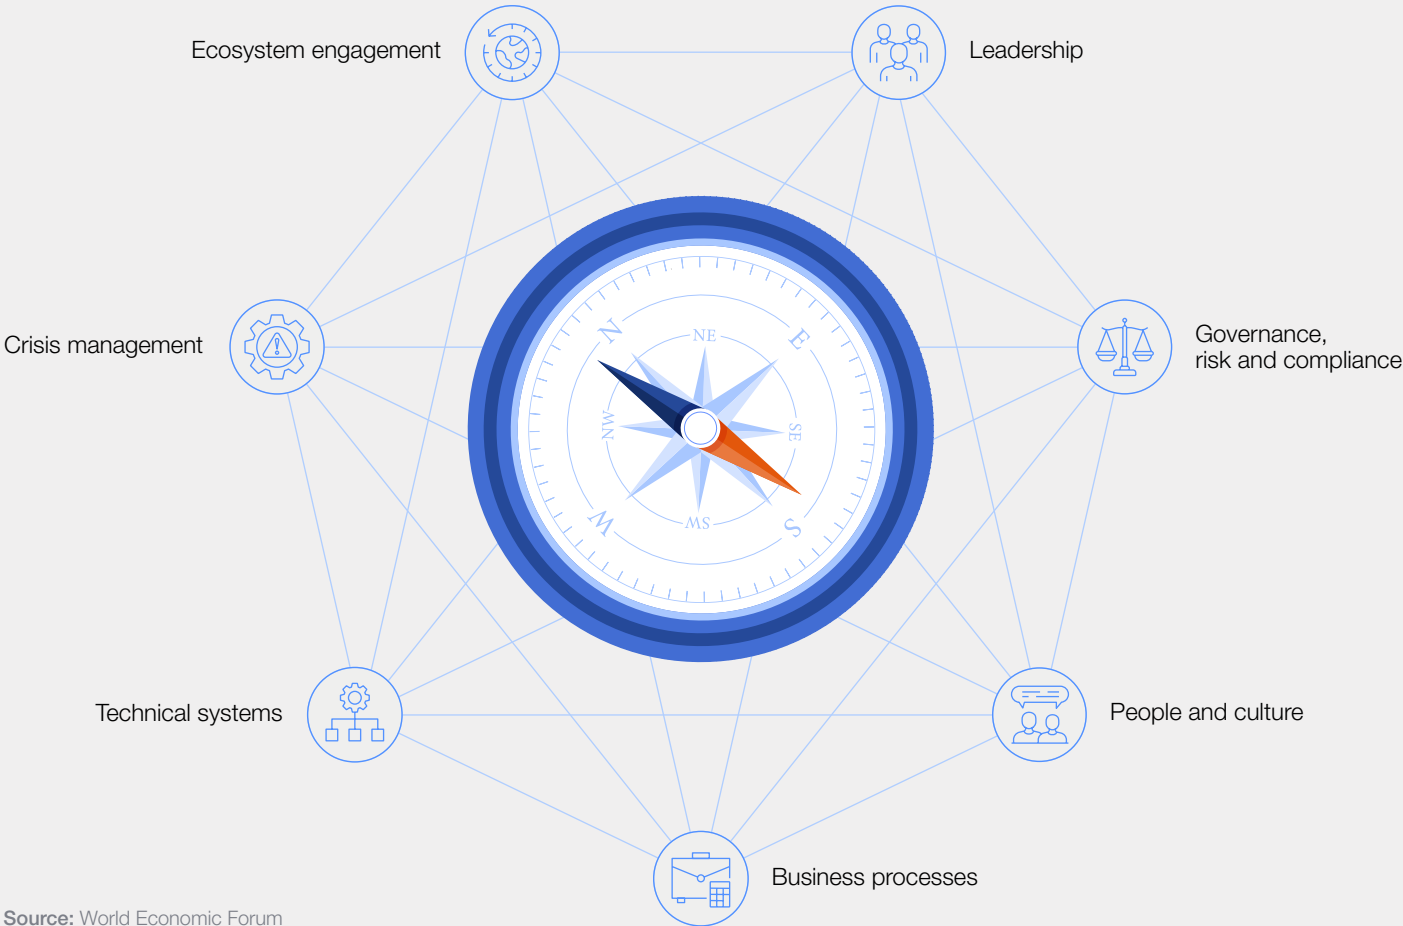 Ecosystem engagement
Leadership
Crisis management
Governance,
risk and compliance
N
NE
E
NW
SE
W
SW
S
Technical systems
People and culture
Business processes
Source: World Economic Forum